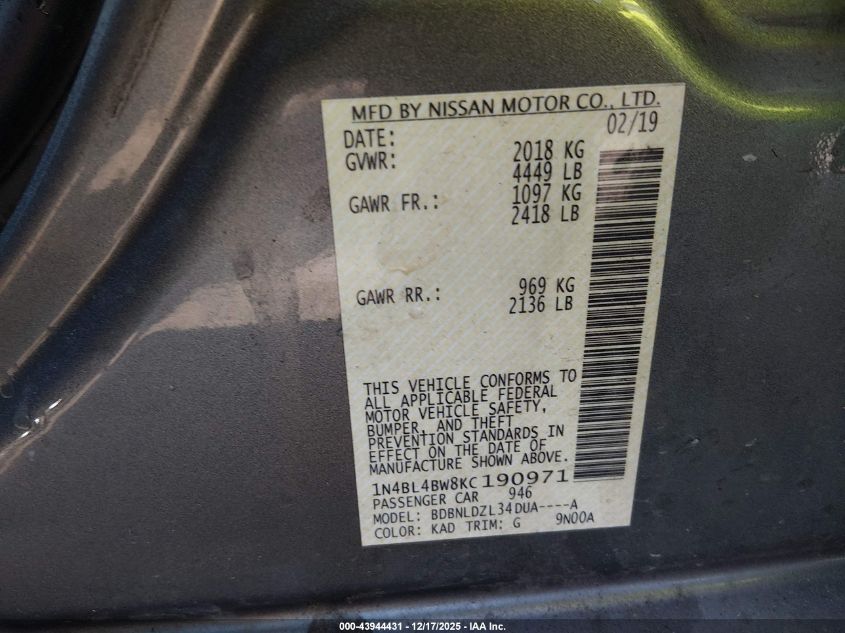 MFD BY NISSAN MOTOR CO., LTD.
DATE: 02/19
GVWR: 2018 KG
4449 LB
GAWR FR.: 1097 KG
2418 LB
GAWR RR.: 969 KG
2136 LB
THIS VEHICLE CONFORMS TO
ALL APPLICABLE FEDERAL
MOTOR VEHICLE SAFETY,
BUMPER, AND THEFT
PREVENTION STANDARDS IN
EFFECT ON THE DATE OF
MANUFACTURE SHOWN ABOVE.
1N4BL4BW8KC190971
PASSENGER CAR 946
MODEL: BDBNLDZL34DUA----A
COLOR: KAD TRIM: G 9N00A
000-43944431 - 12/17/2025 - IAA Inc.